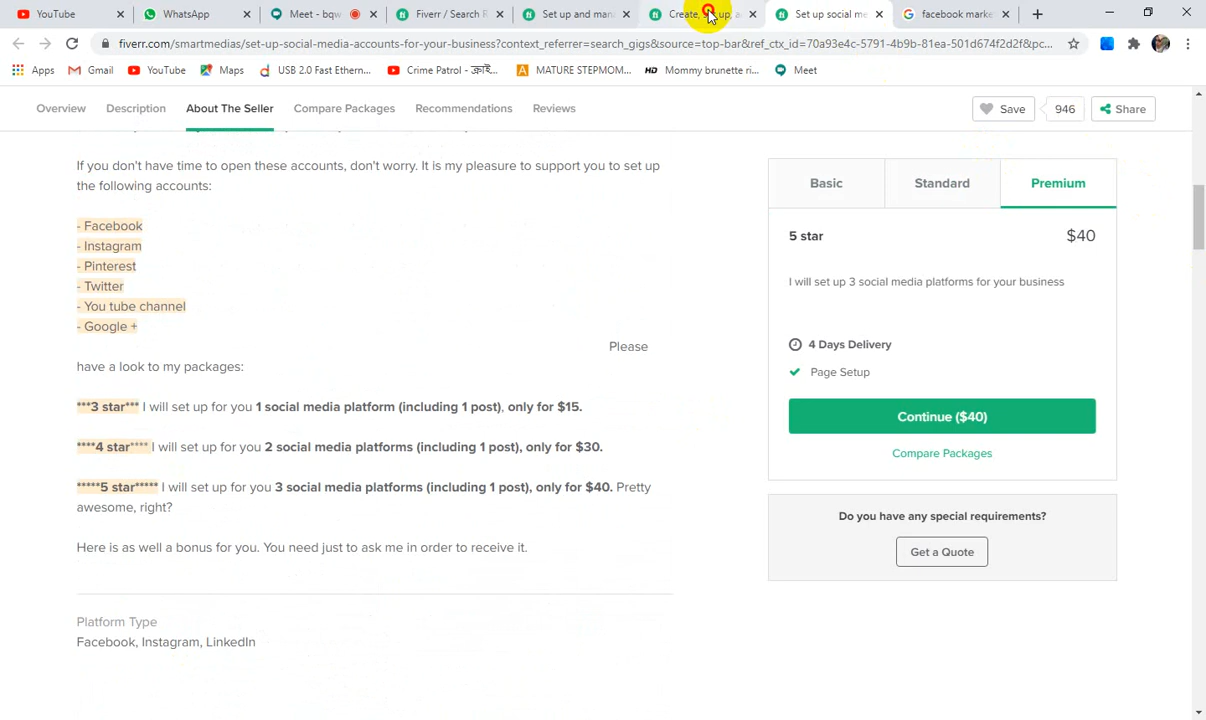 YouTube
WhatsApp
Meet - bqw
Fiverr / Search R
Set up and man
Create, set up, a
Set up social me
facebook marke
fiverr.com/smartmedias/set-up-social-media-accounts-for-your-business?context_referrer=search_gigs&source=top-bar&ref_ctx_id=70a93e4c-5791-4b9b-81ea-501d674f2d2f&pc...
Apps
Gmail
YouTube
Maps
USB 2.0 Fast Ethern...
Crime Patrol - ক্রাই...
MATURE STEPMOM...
Mommy brunette ri...
Meet
Overview
Description
About The Seller
Compare Packages
Recommendations
Reviews
Save
946
Share
If you don't have time to open these accounts, don't worry. It is my pleasure to support you to set up
the following accounts:
- Facebook
- Instagram
- Pinterest
- Twitter
- You tube channel
- Google +
Please
have a look to my packages:
***3 star*** I will set up for you 1 social media platform (including 1 post), only for $15.
****4 star**** I will set up for you 2 social media platforms (including 1 post), only for $30.
*****5 star***** I will set up for you 3 social media platforms (including 1 post), only for $40. Pretty
awesome, right?
Here is as well a bonus for you. You need just to ask me in order to receive it.
Platform Type
Facebook, Instagram, LinkedIn
Basic
Standard
Premium
5 star
$40
I will set up 3 social media platforms for your business
4 Days Delivery
Page Setup
Continue ($40)
Compare Packages
Do you have any special requirements?
Get a Quote